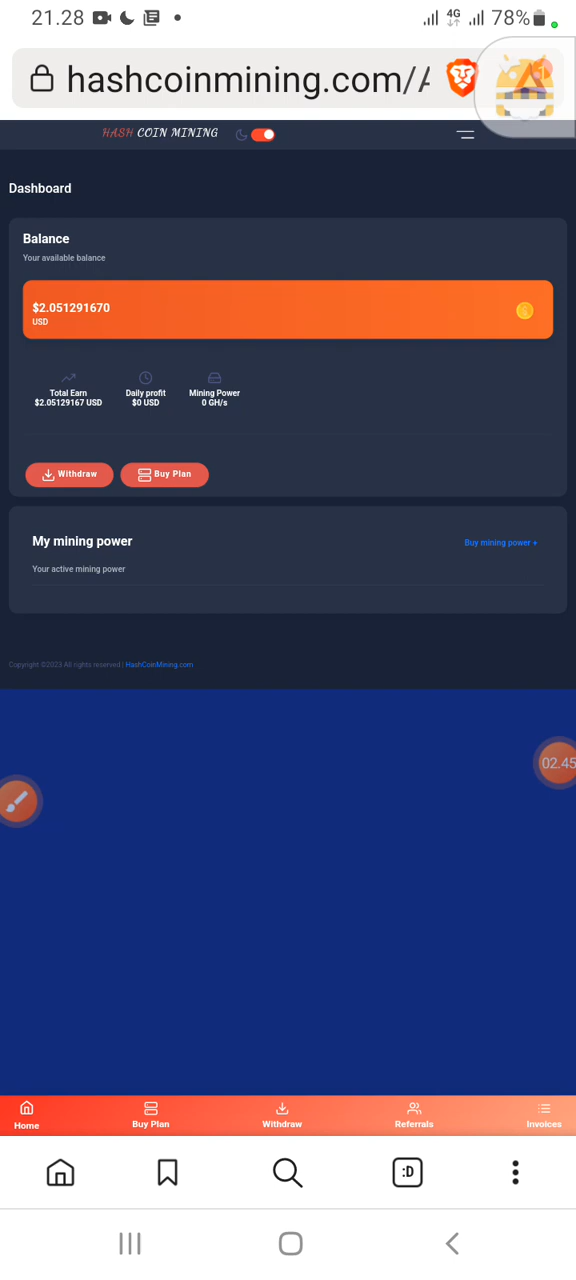 21.28
4G
78%
hashcoinmining.com/
HASH COIN MINING
Dashboard
Balance
Your available balance
$2.051291670
USD
Total Earn
$2.05129167 USD
Daily profit
$0 USD
Mining Power
0 GH/s
Withdraw
Buy Plan
My mining power
Buy mining power +
Your active mining power
Copyright ©2023 All rights reserved | HashCoinMining.com
02.45
Home
Buy Plan
Withdraw
Referrals
Invoices
:D